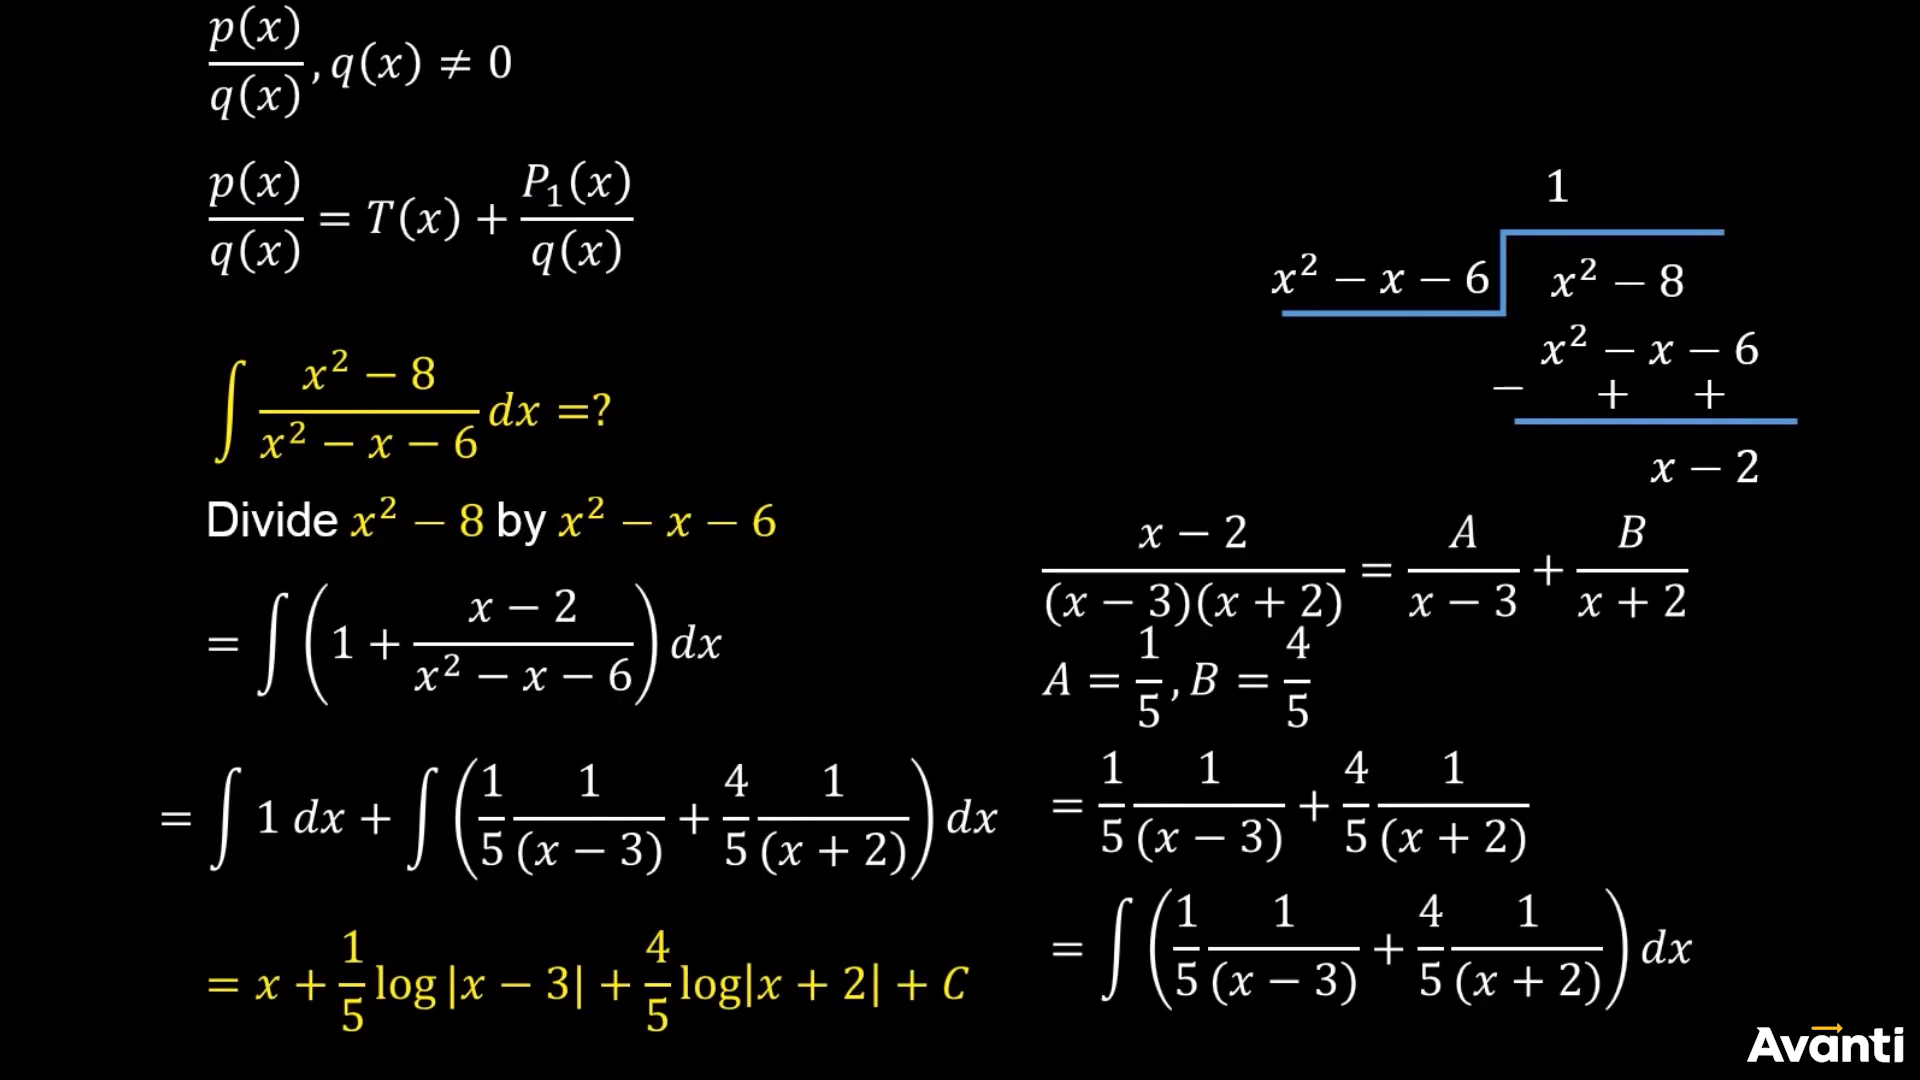 p(x)/q(x), q(x) ≠ 0
p(x)/q(x) = T(x) + P₁(x)/q(x)
∫ (x² − 8)/(x² − x − 6) dx =?
Divide x² − 8 by x² − x − 6
= ∫ (1 + (x − 2)/(x² − x − 6)) dx
= ∫ 1 dx + ∫ (1/5 1/(x − 3) + 4/5 1/(x + 2)) dx
= x + 1/5 log|x − 3| + 4/5 log|x + 2| + C
1
x² − x − 6 x² − 8
x² − x − 6
− + +
x − 2
(x − 2)/((x − 3)(x + 2)) = A/(x − 3) + B/(x + 2)
A = 1/5, B = 4/5
= 1/5 1/(x − 3) + 4/5 1/(x + 2)
= ∫ (1/5 1/(x − 3) + 4/5 1/(x + 2)) dx
Avanti